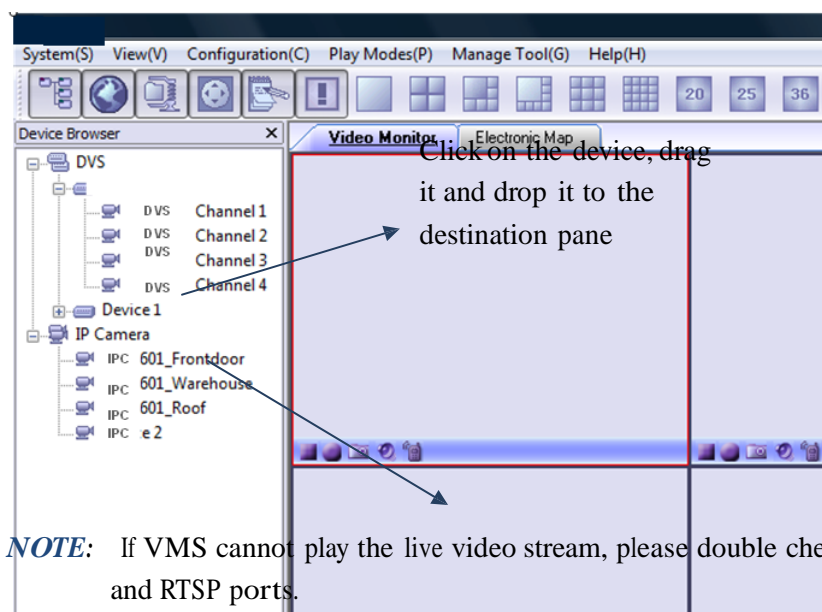 System(S) View(V) Configuration(C) Play Modes(P) Manage Tool(G) Help(H)
20 25 36
Device Browser x
Video Monitor Electronic Map
Click on the device, drag
it and drop it to the
destination pane
DVS
DVS Channel 1
DVS Channel 2
DVS Channel 3
DVS Channel 4
Device 1
IP Camera
IPC 601_Frontdoor
IPC 601_Warehouse
IPC 601_Roof
IPC e 2
NOTE: If VMS cannot play the live video stream, please double che
and RTSP ports.